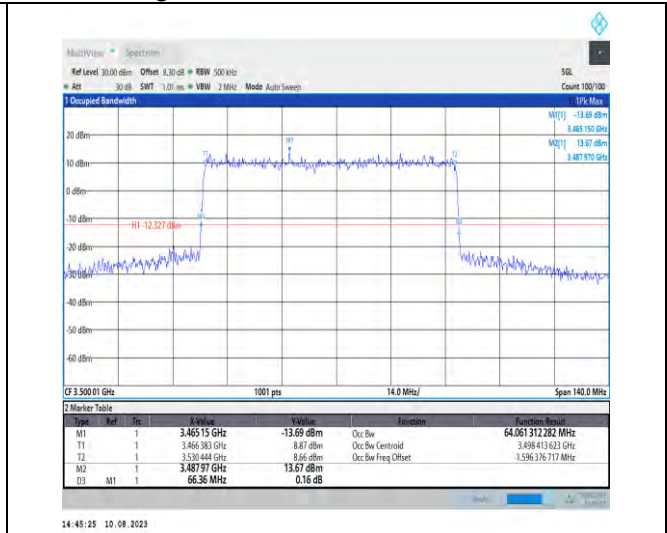 MultiView Spectrum
Ref Level 30.00 dBm Offset 8.30 dB RBW 500 kHz SGL
Att 30 dB SWT 1.01 ms VBW 2 MHz Mode Auto Sweep Count 100/100
1 Occupied Bandwidth 1Pk Max
M1[1] -13.69 dBm
3.465 150 GHz
20 dBm
M2[1] 13.67 dBm
3.487 970 GHz
10 dBm
0 dBm
-10 dBm
H1 -12.327 dBm
-20 dBm
-30 dBm
-40 dBm
-50 dBm
-60 dBm
CF 3.500 01 GHz 1001 pts 14.0 MHz/ Span 140.0 MHz
2 Marker Table
Type Ref Trc X-Value Y-Value Function Function Result
M1 1 3.465 15 GHz -13.69 dBm Occ Bw 64.061 312 282 MHz
T1 1 3.466 383 GHz 8.87 dBm Occ Bw Centroid 3.498 413 623 GHz
T2 1 3.530 444 GHz 8.66 dBm Occ Bw Freq Offset -1.596 376 717 MHz
M2 1 3.487 97 GHz 13.67 dBm
D3 M1 1 66.36 MHz 0.16 dB
14:45:25 10.08.2023